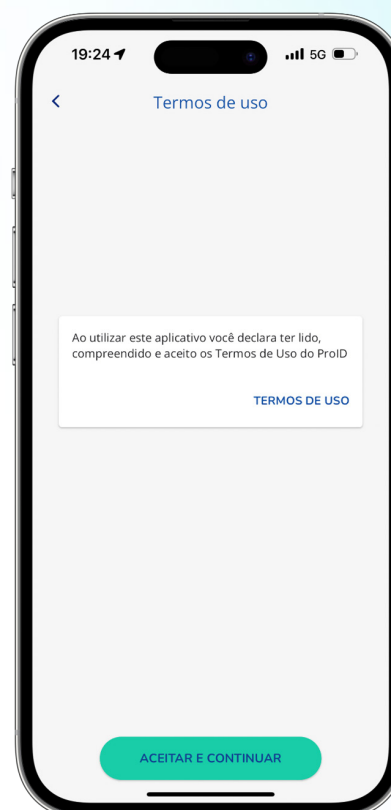 19:24
5G
Termos de uso
Ao utilizar este aplicativo você declara ter lido,
compreendido e aceito os Termos de Uso do ProID
TERMOS DE USO
ACEITAR E CONTINUAR